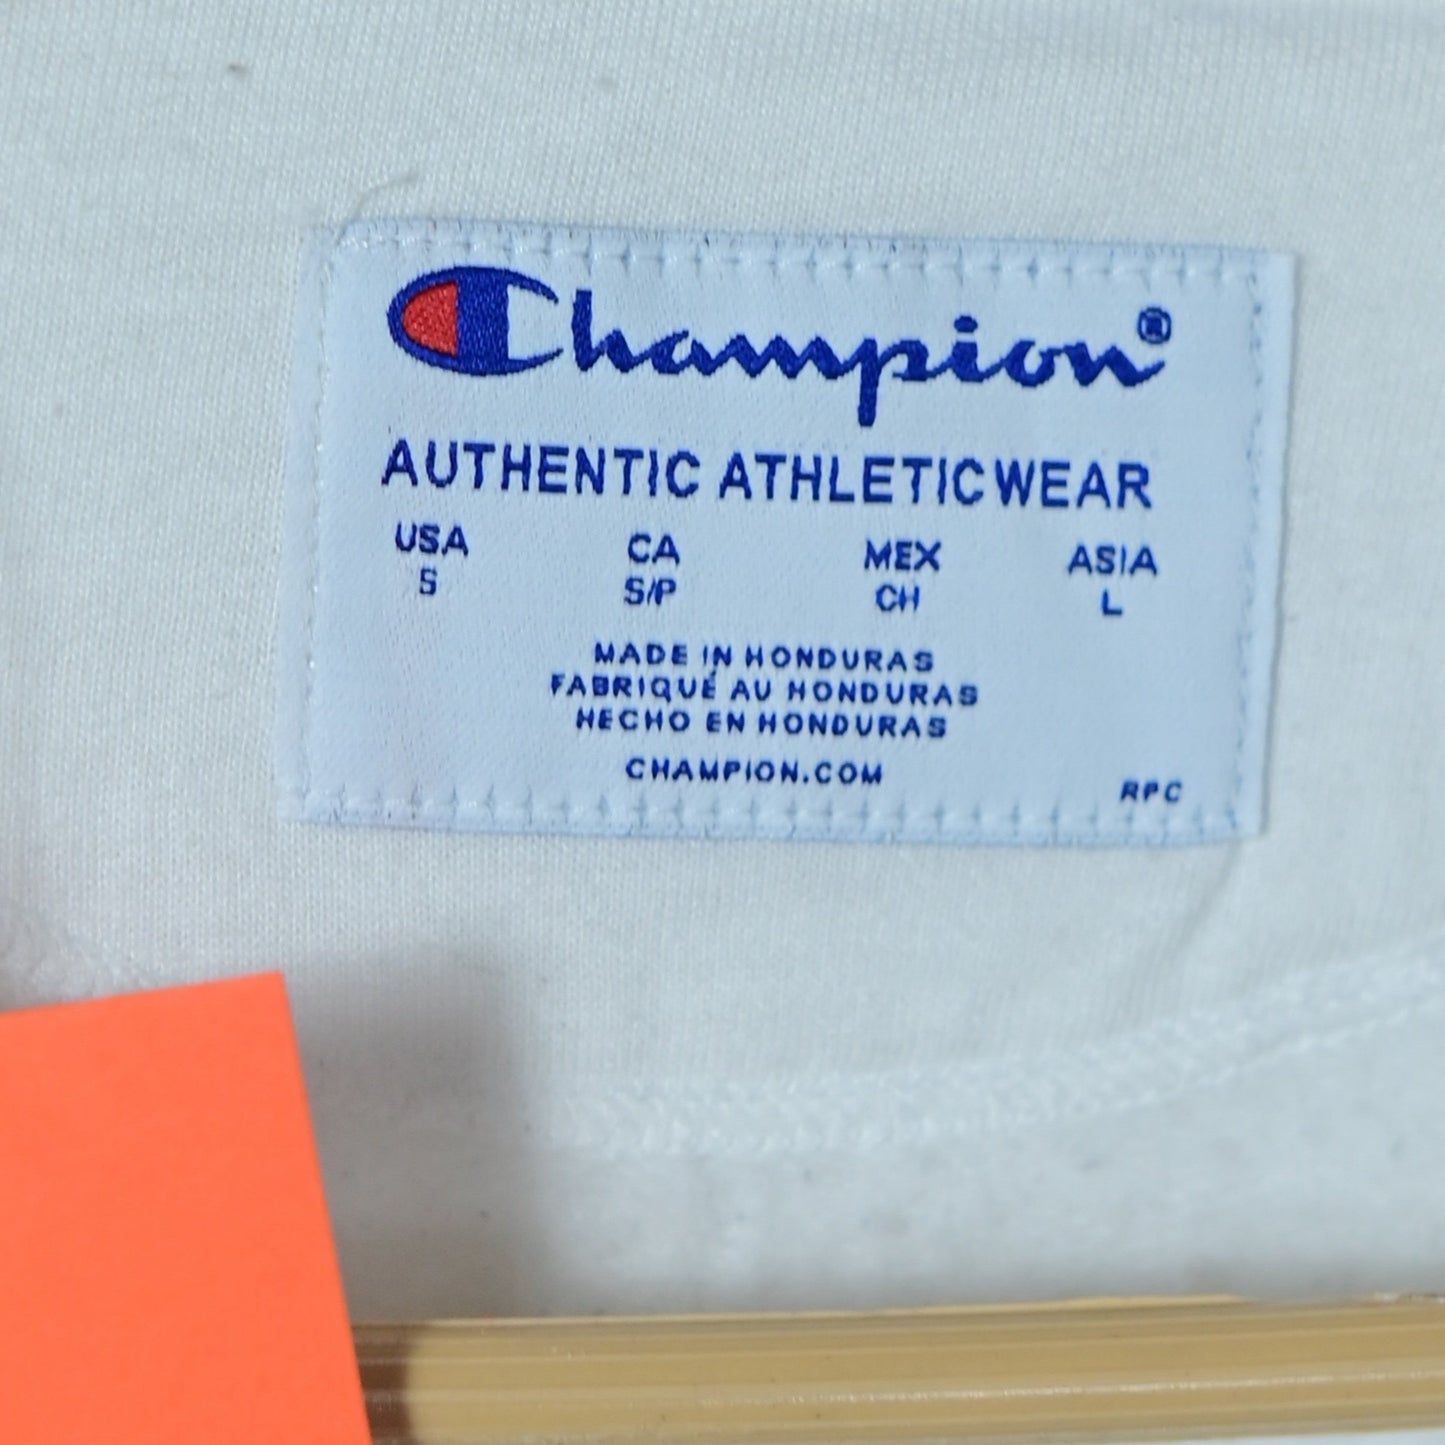 Champion®
AUTHENTIC ATHLETICWEAR
USA CA MEX ASIA
S S/P CH L
MADE IN HONDURAS
FABRIQUÉ AU HONDURAS
HECHO EN HONDURAS
CHAMPION.COM
RPC